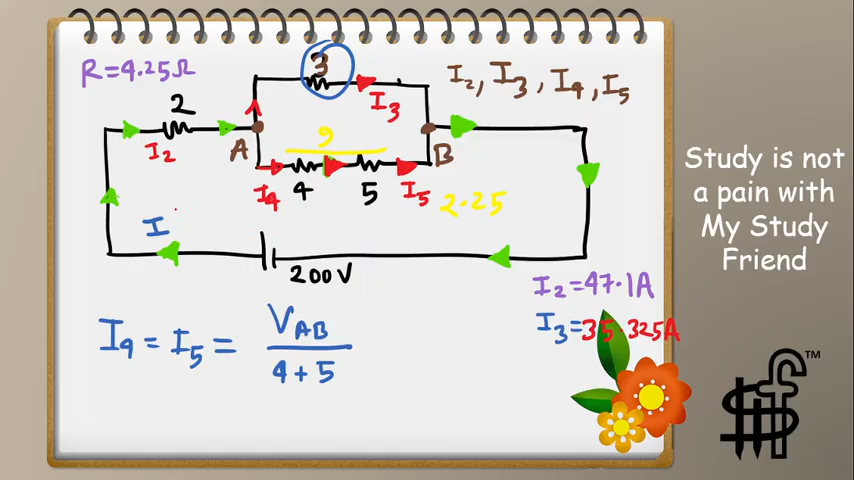 R=4.25Ω
3
I2, I3, I4, I5
2
I3
I2
A
9
B
I4
4
5
I5
2.25
I
200V
I2=47.1A
I3=35.325A
I4 = I5 = VAB
4+5
Study is not
a pain with
My Study
Friend
TM